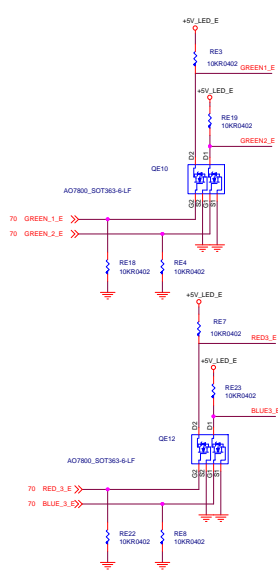 +5V_LED_E
RE3
10KR0402
GREEN1_E
+5V_LED_E
RE19
10KR0402
GREEN2_E
D2
D1
QE10
AO7800_SOT363-6-LF
G2
S2
G1
S1
70 GREEN_1_E
70 GREEN_2_E
RE18
10KR0402
RE4
10KR0402
+5V_LED_E
RE7
10KR0402
RED3_E
+5V_LED_E
RE23
10KR0402
BLUE3_E
D2
D1
QE12
AO7800_SOT363-6-LF
G2
S2
G1
S1
70 RED_3_E
70 BLUE_3_E
RE22
10KR0402
RE8
10KR0402